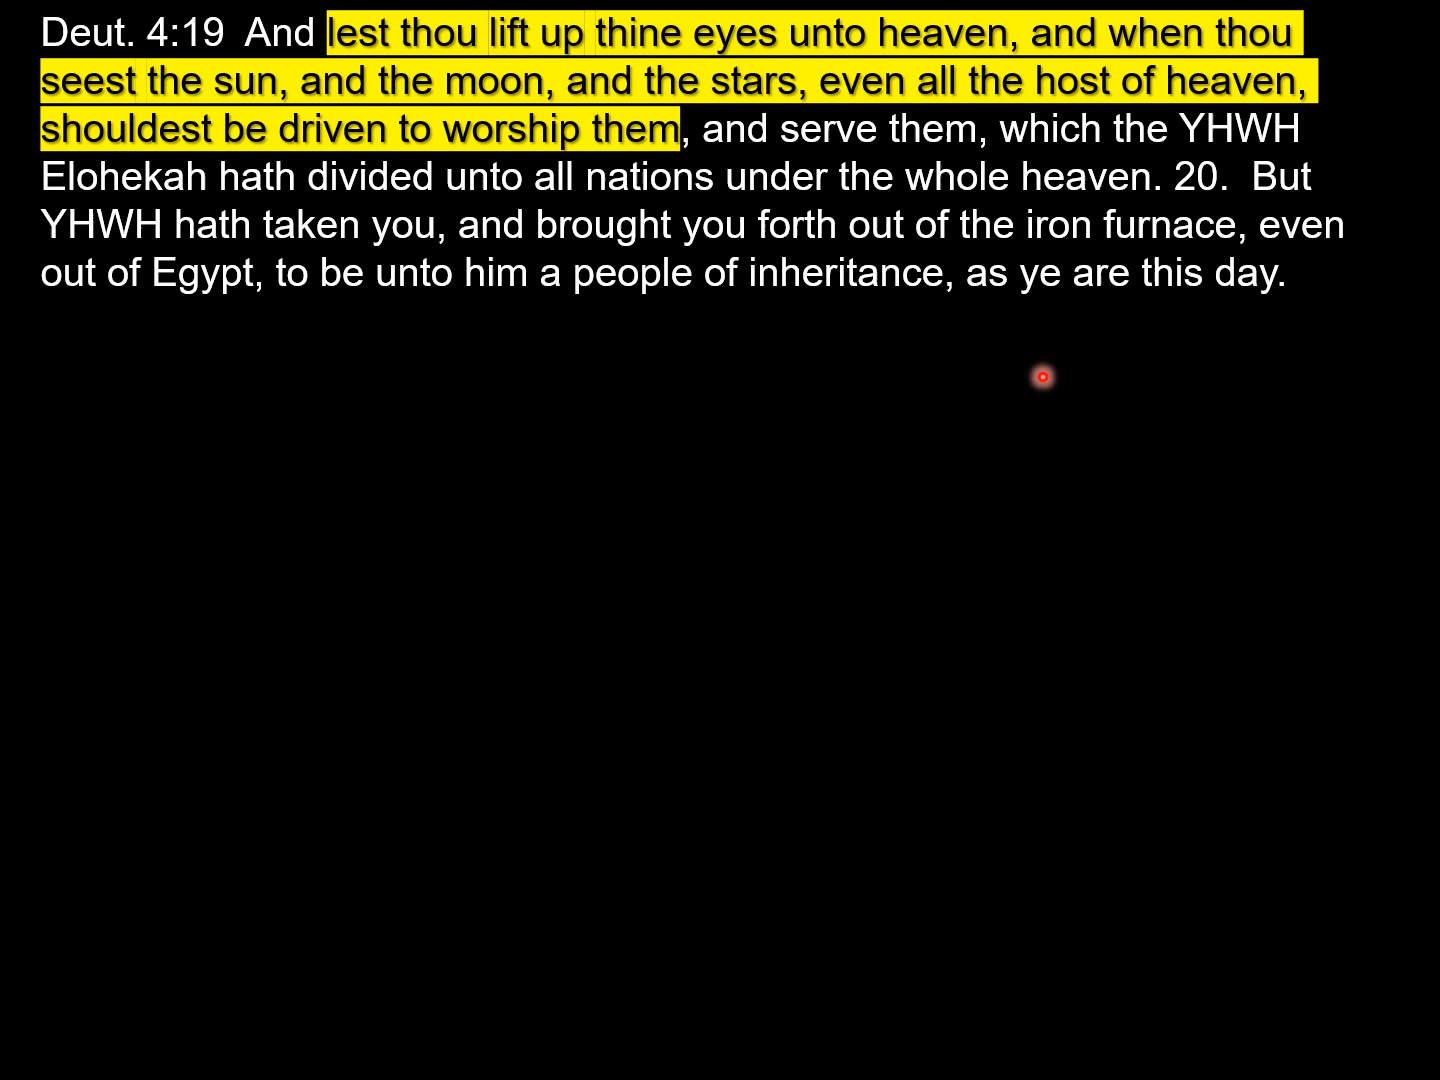 Deut. 4:19  And lest thou lift up thine eyes unto heaven, and when thou
seest the sun, and the moon, and the stars, even all the host of heaven,
shouldest be driven to worship them, and serve them, which the YHWH
Elohekah hath divided unto all nations under the whole heaven. 20.  But
YHWH hath taken you, and brought you forth out of the iron furnace, even
out of Egypt, to be unto him a people of inheritance, as ye are this day.